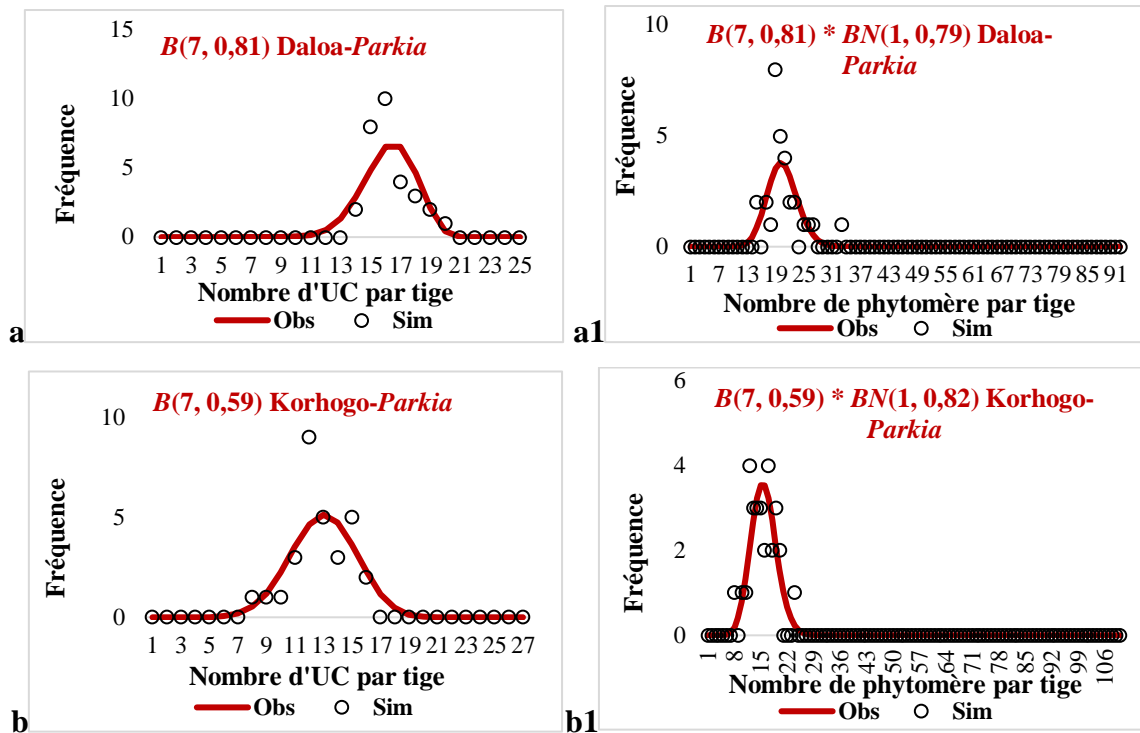 B(7, 0,81) Daloa-Parkia
15
10
5
0
Fréquence
1 3 5 7 9 11 13 15 17 19 21 23 25
Nombre d'UC par tige
Obs Sim
a
B(7, 0,81) * BN(1, 0,79) Daloa-
Parkia
10
5
0
Fréquence
1 7 13 19 25 31 37 43 49 55 61 67 73 79 85 91
Nombre de phytomère par tige
Obs Sim
a1
B(7, 0,59) Korhogo-Parkia
10
5
0
Fréquence
1 3 5 7 9 11 13 15 17 19 21 23 25 27
Nombre d'UC par tige
Obs Sim
b
B(7, 0,59) * BN(1, 0,82) Korhogo-
Parkia
6
4
2
0
Fréquence
1 8 15 22 29 36 43 50 57 64 71 78 85 92 99 106
Nombre de phytomère par tige
Obs Sim
b1